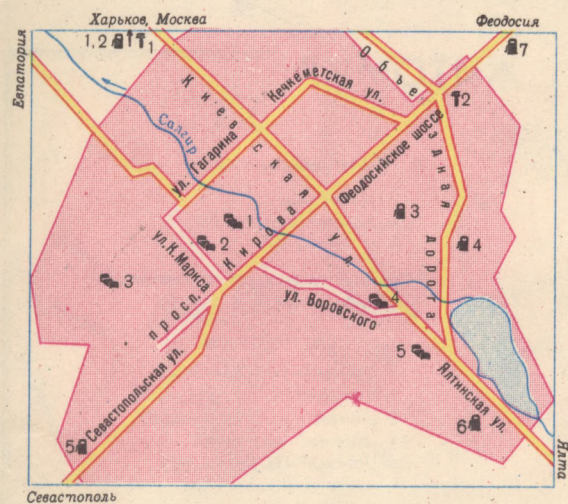 Харьков, Москва
Феодосия
1,2
1
7
Евпатория
Объездная дорога
Киевская ул.
Кечкеметская ул.
2
Салгир
ул. Гагарина
Феодосийское шоссе
3
1
2
4
ул. К. Маркса
просп. Кирова
3
ул. Воровского
4
5
Ялтинская ул.
Севастопольская ул.
5
6
Ялта
Севастополь